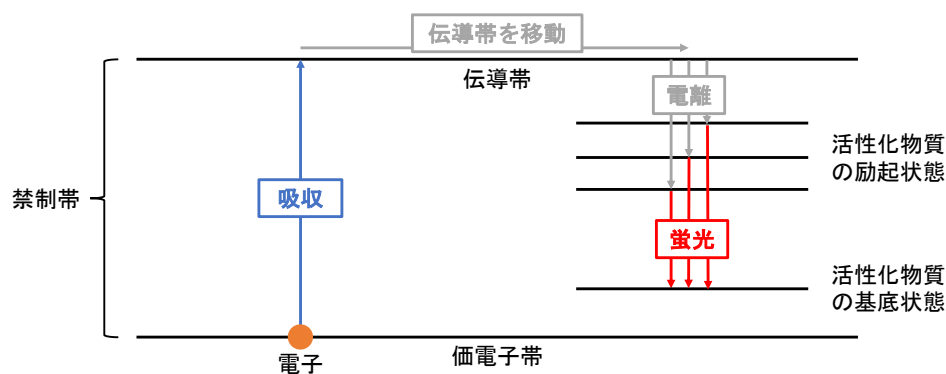 伝導帯を移動
伝導帯
電離
活性化物質
の励起状態
禁制帯
吸収
蛍光
活性化物質
の基底状態
電子
価電子帯